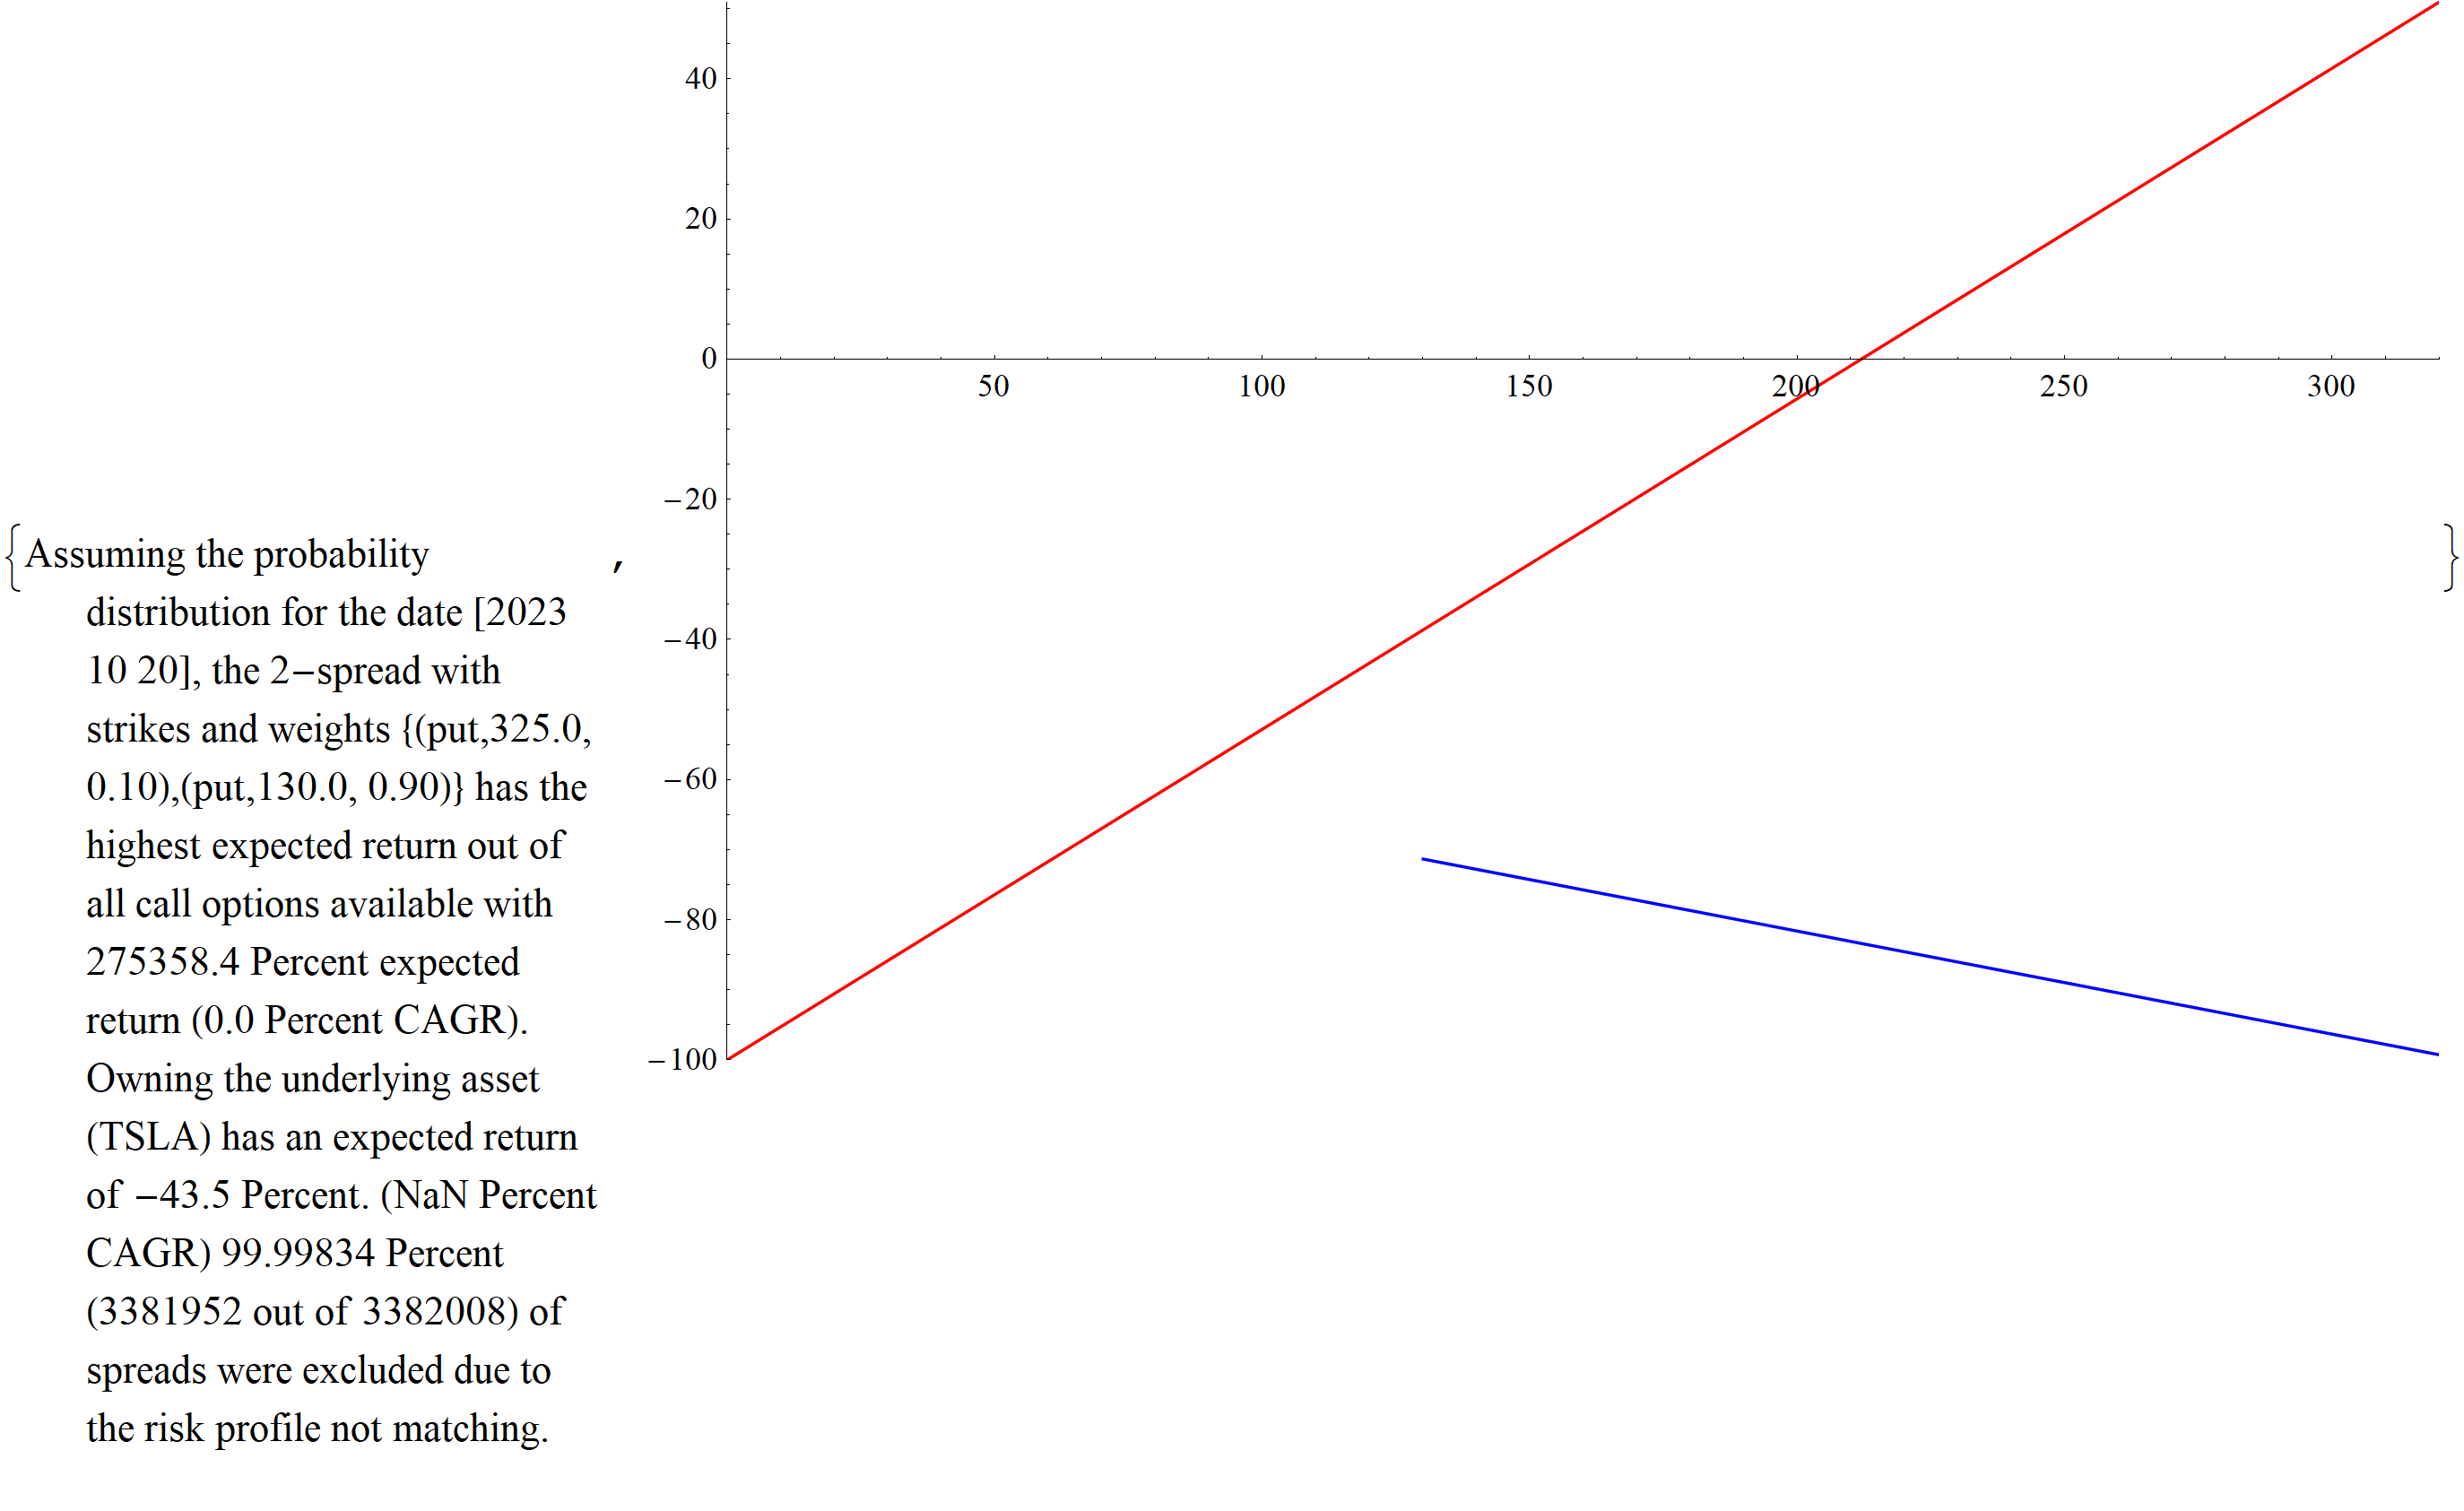 40
20
0
50 100 150 200 250 300
−20
−40
{Assuming the probability ,}
distribution for the date [2023
10 20], the 2−spread with
strikes and weights {(put,325.0,
0.10),(put,130.0, 0.90)} has the
highest expected return out of
all call options available with
275358.4 Percent expected
return (0.0 Percent CAGR).
Owning the underlying asset
(TSLA) has an expected return
of −43.5 Percent. (NaN Percent
CAGR) 99.99834 Percent
(3381952 out of 3382008) of
spreads were excluded due to
the risk profile not matching.
−60
−80
−100